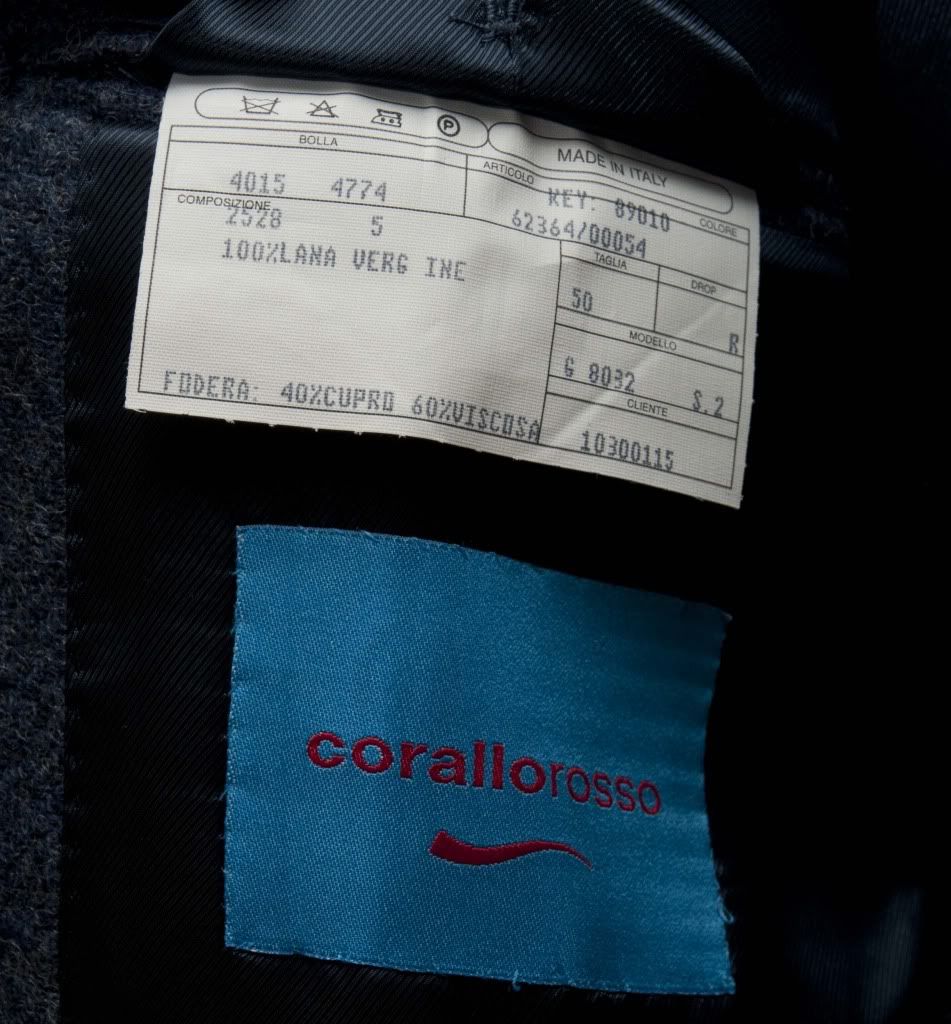 P
MADE IN ITALY
BOLLA
4015 4774
ARTICOLO
KEY: 89010
COLORE
COMPOSIZIONE
2528 5
62364/00054
100%LANA VERG INE
TAGLIA
DROP
50
R
MODELLO
G 8032
S.2
FODERA: 40%CUPRO 60%VISCOSA
CLIENTE
10300115
corallorosso